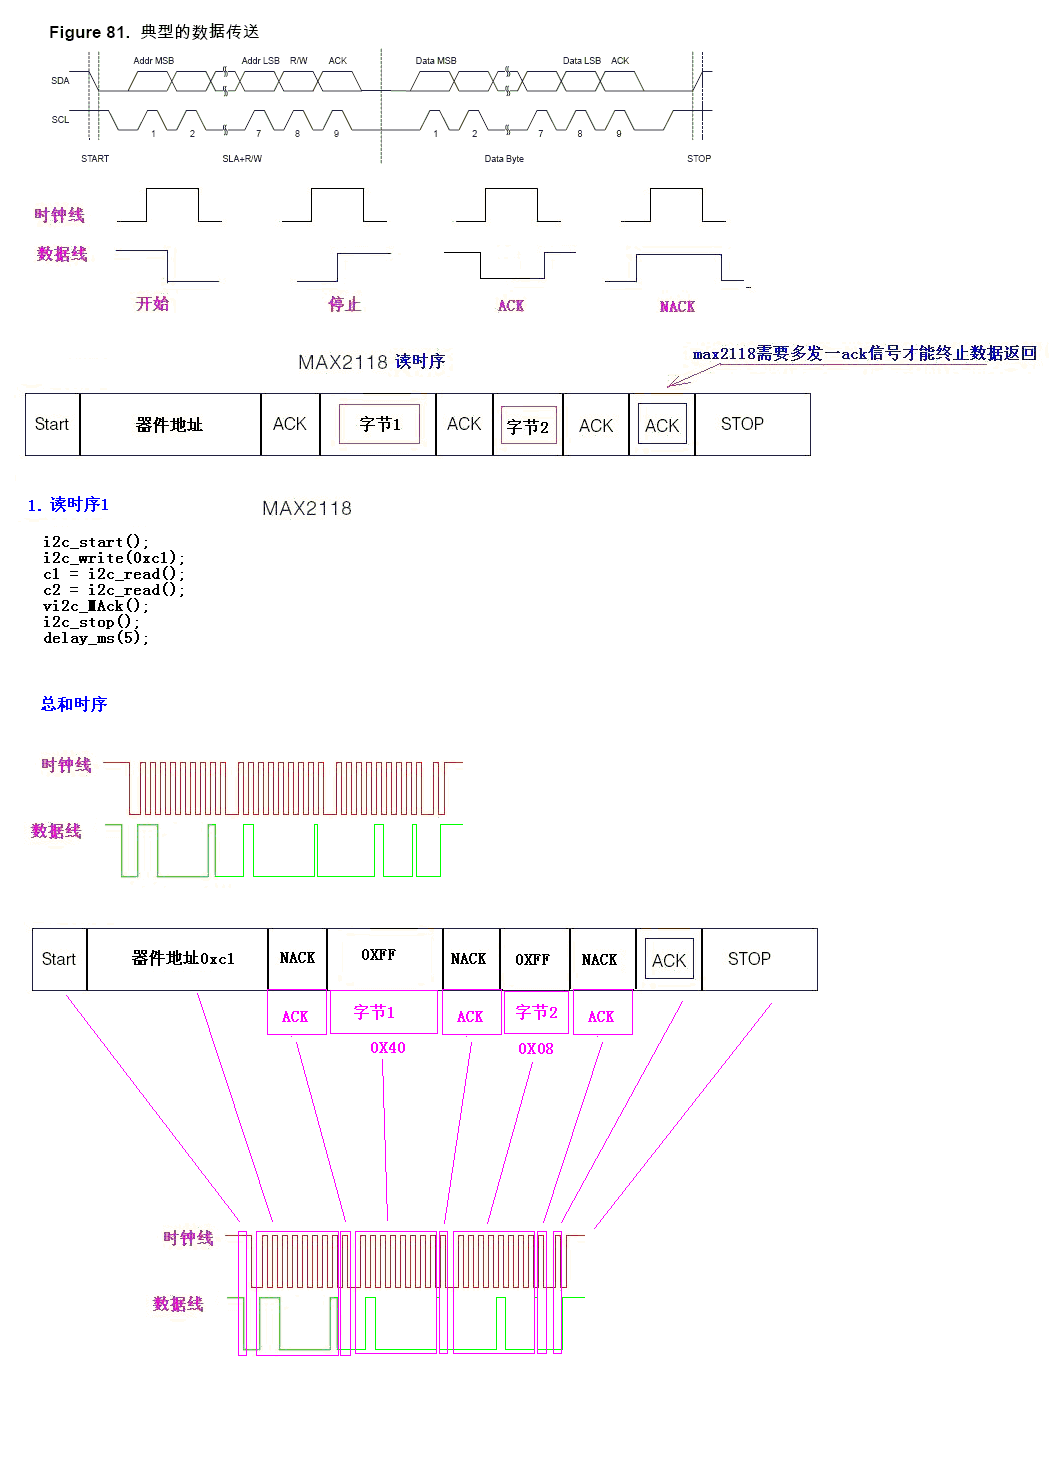 Figure 81. 典型的数据传送
Addr MSB Addr LSB R/W ACK Data MSB Data LSB ACK
SDA
SCL
1 2 7 8 9 1 2 7 8 9
START SLA+R/W Data Byte STOP
时钟线
数据线
开始 停止 ACK NACK
MAX2118 读时序
max2118需要多发一ack信号才能终止数据返回
Start 器件地址 ACK 字节1 ACK 字节2 ACK ACK STOP
1. 读时序1
MAX2118
i2c_start();
i2c_write(0xc1);
c1 = i2c_read();
c2 = i2c_read();
vi2c_MAck();
i2c_stop();
delay_ms(5);
总和时序
时钟线
数据线
Start 器件地址0xc1 NACK 0XFF NACK 0XFF NACK ACK STOP
ACK 字节1 ACK 字节2 ACK
0X40 0X08
时钟线
数据线